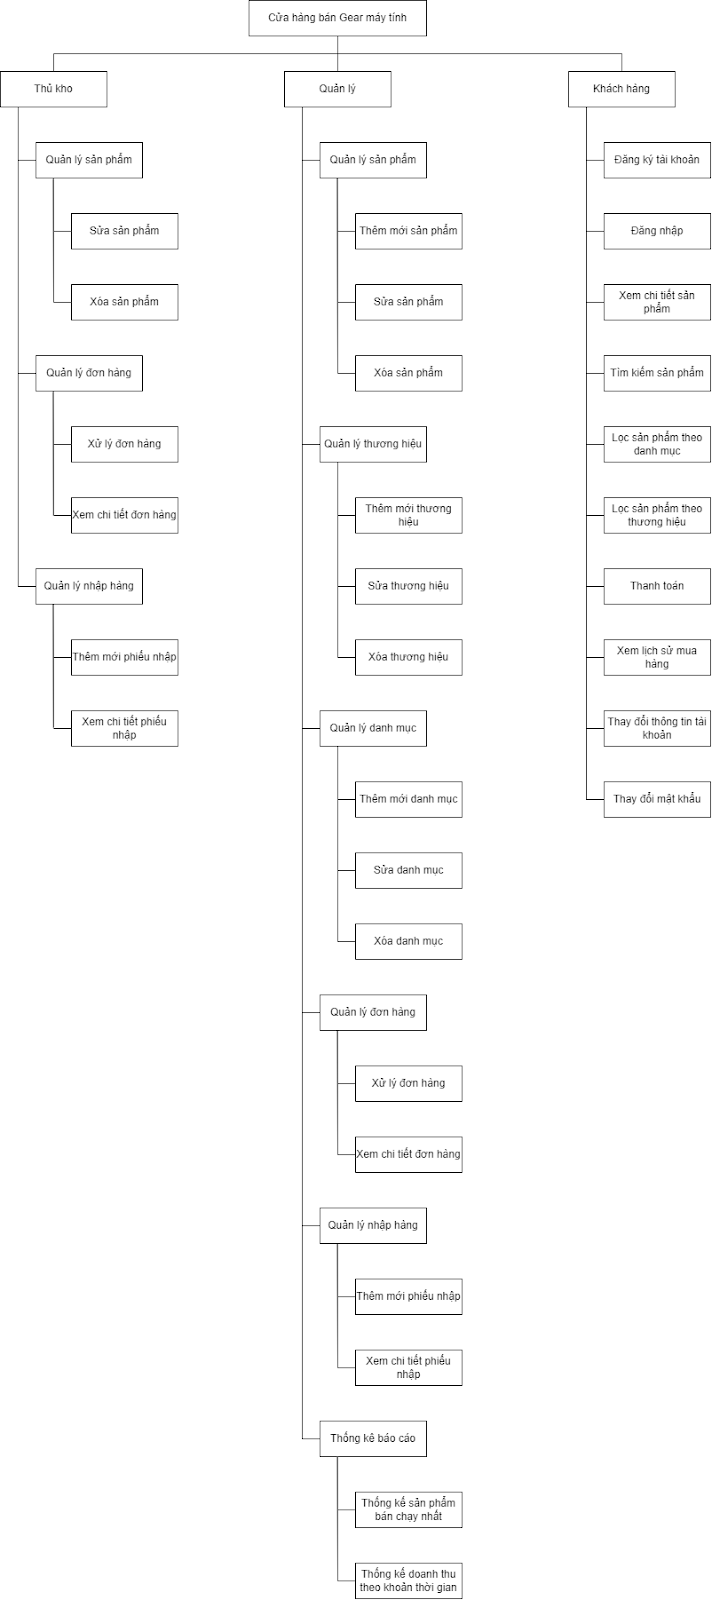 Cửa hàng bán Gear máy tính
Thủ kho
Quản lý sản phẩm
Sửa sản phẩm
Xóa sản phẩm
Quản lý đơn hàng
Xử lý đơn hàng
Xem chi tiết đơn hàng
Quản lý nhập hàng
Thêm mới phiếu nhập
Xem chi tiết phiếu
nhập
Quản lý
Quản lý sản phẩm
Thêm mới sản phẩm
Sửa sản phẩm
Xóa sản phẩm
Quản lý thương hiệu
Thêm mới thương
hiệu
Sửa thương hiệu
Xóa thương hiệu
Quản lý danh mục
Thêm mới danh mục
Sửa danh mục
Xóa danh mục
Quản lý đơn hàng
Xử lý đơn hàng
Xem chi tiết đơn hàng
Quản lý nhập hàng
Thêm mới phiếu nhập
Xem chi tiết phiếu
nhập
Thống kê báo cáo
Thống kế sản phẩm
bán chạy nhất
Thống kế doanh thu
theo khoản thời gian
Khách hàng
Đăng ký tài khoản
Đăng nhập
Xem chi tiết sản
phẩm
Tìm kiếm sản phẩm
Lọc sản phẩm theo
danh mục
Lọc sản phẩm theo
thương hiệu
Thanh toán
Xem lịch sử mua
hàng
Thay đổi thông tin tài
khoản
Thay đổi mật khẩu